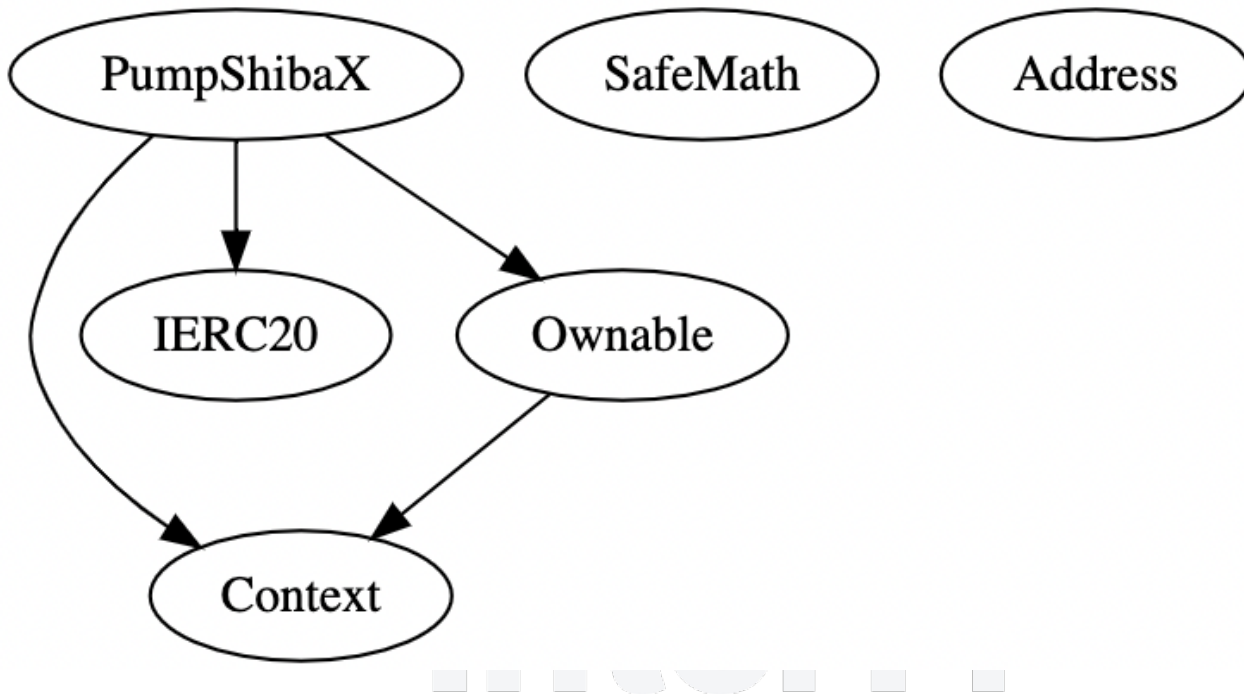 PumpShibaX
SafeMath
Address
IERC20
Ownable
Context